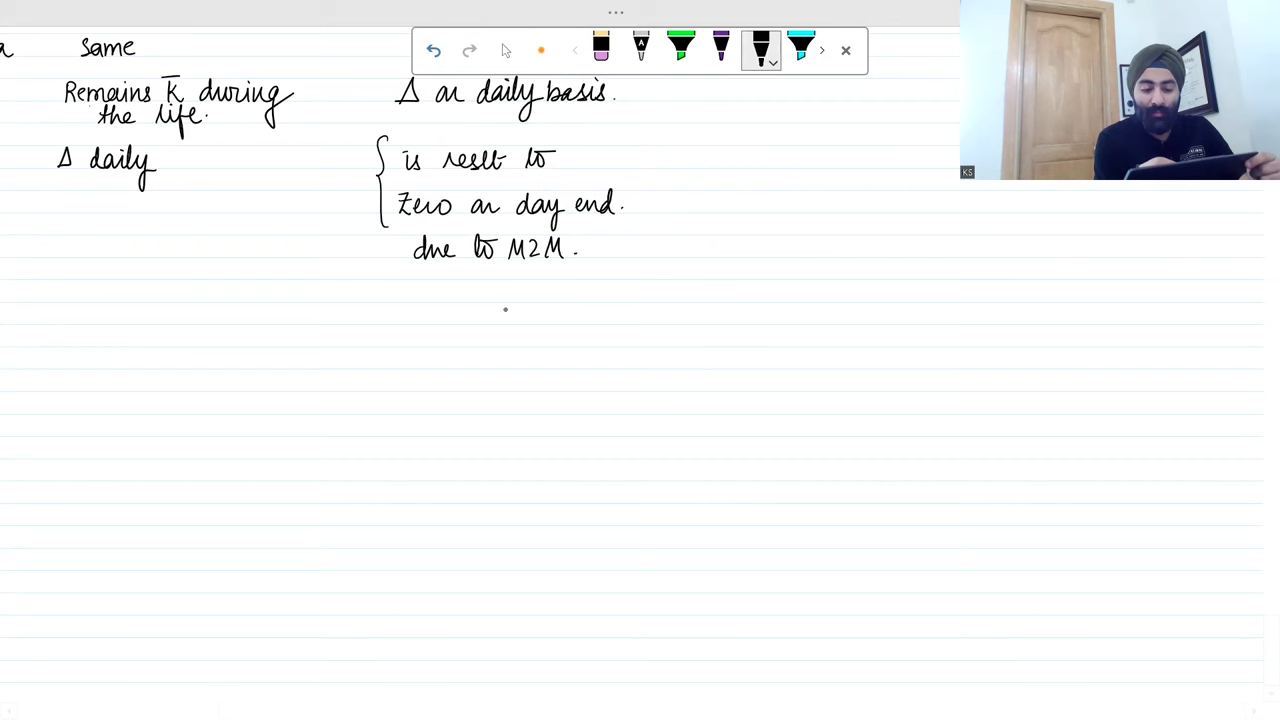 a same
Remains K̅ during
the life.
Δ on daily basis.
Δ daily
is reset to
Zero on day end.
due to M2M.
A
KS